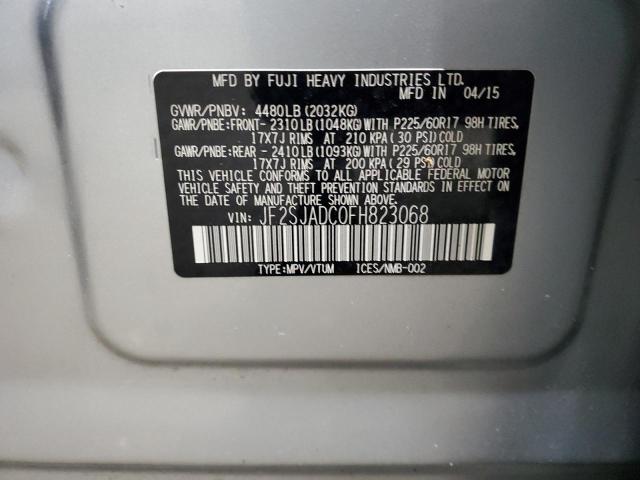 MFD BY FUJI HEAVY INDUSTRIES LTD.
MFD IN 04/15
GVWR/PNBV: 4480LB(2032KG)
GAWR/PNBE:FRONT-2310LB(1048KG)WITH P225/60R17 98H TIRES,
17X7J RIMS AT 210 KPA(30 PSI)COLD
GAWR/PNBE:REAR -2410LB(1093KG)WITH P225/60R17 98H TIRES,
17X7J RIMS AT 200 KPA(29 PSI)COLD
THIS VEHICLE CONFORMS TO ALL APPLICABLE FEDERAL MOTOR
VEHICLE SAFETY AND THEFT PREVENTION STANDARDS IN EFFECT
ON THE DATE OF MANUFACTURE SHOWN ABOVE.
VIN: JF2SJADC0FH823068
TYPE:MPV/VTUM ICES/NMB-002